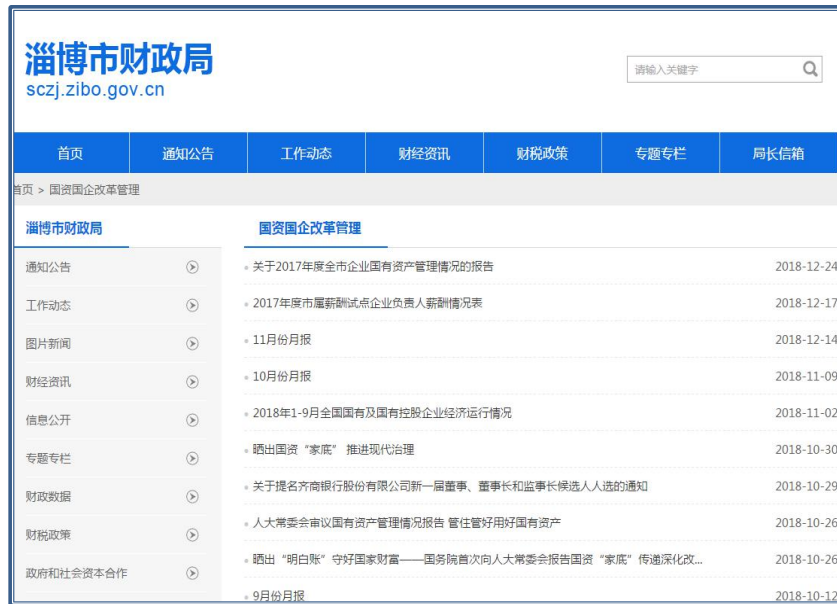 淄博市财政局
sczj.zibo.gov.cn
请输入关键字
首页 通知公告 工作动态 财经资讯 财税政策 专题专栏 局长信箱
首页 > 国资国企改革管理
淄博市财政局
通知公告
工作动态
图片新闻
财经资讯
信息公开
专题专栏
财政数据
财税政策
政府和社会资本合作
国资国企改革管理
关于2017年度全市企业国有资产管理情况的报告 2018-12-24
2017年度市属薪酬试点企业负责人薪酬情况表 2018-12-17
11月份月报 2018-12-14
10月份月报 2018-11-09
2018年1-9月全国国有及国有控股企业经济运行情况 2018-11-02
晒出国资“家底” 推进现代治理 2018-10-30
关于提名齐商银行股份有限公司新一届董事、董事长和监事长候选人人选的通知 2018-10-29
人大常委会审议国有资产管理情况报告 管住管好用好国有资产 2018-10-26
晒出“明白账”守好国家财富——国务院首次向人大常委会报告国资“家底”传递深化改... 2018-10-26
9月份月报 2018-10-12